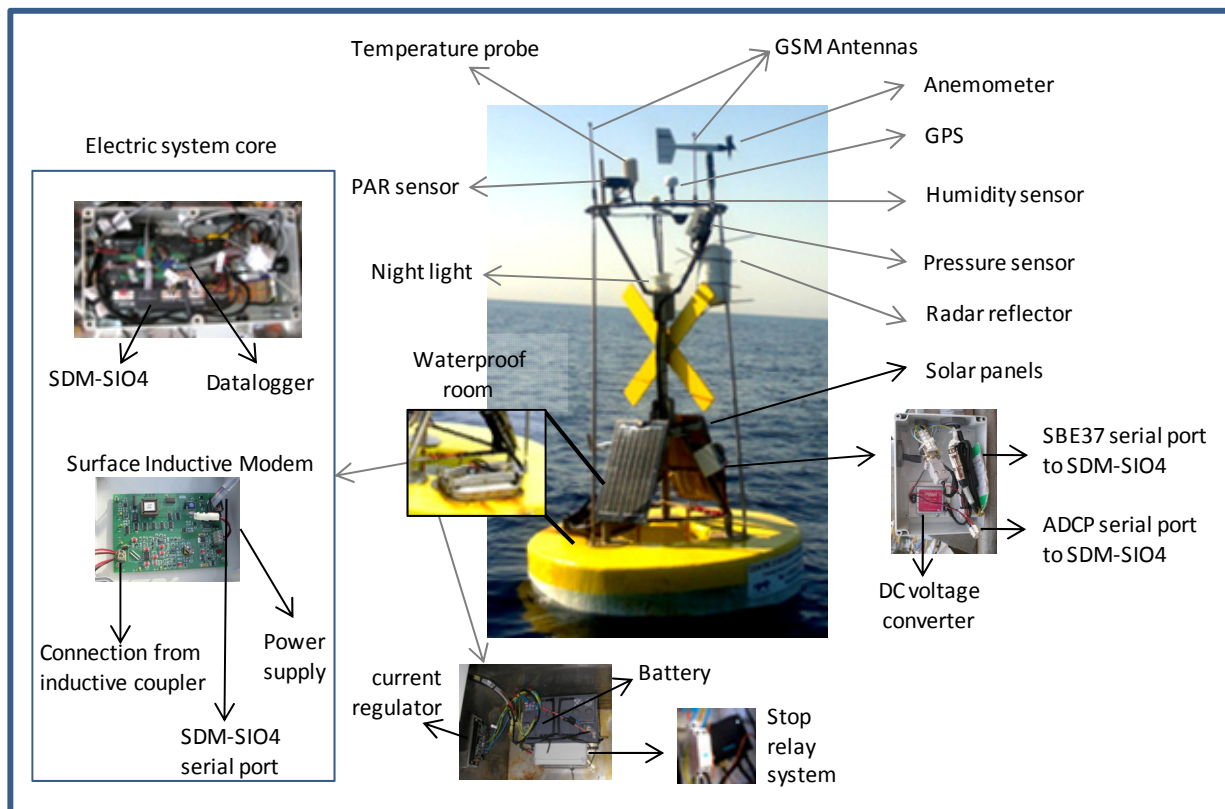 Temperature probe
GSM Antennas
Anemometer
GPS
Electric system core
PAR sensor
Humidity sensor
Night light
Pressure sensor
Radar reflector
SDM-SIO4
Datalogger
Waterproof
room
Solar panels
SBE37 serial port
to SDM-SIO4
Surface Inductive Modem
ADCP serial port
to SDM-SIO4
DC voltage
converter
Connection from
inductive coupler
Power
supply
current
regulator
Battery
Stop
relay
system
SDM-SIO4
serial port